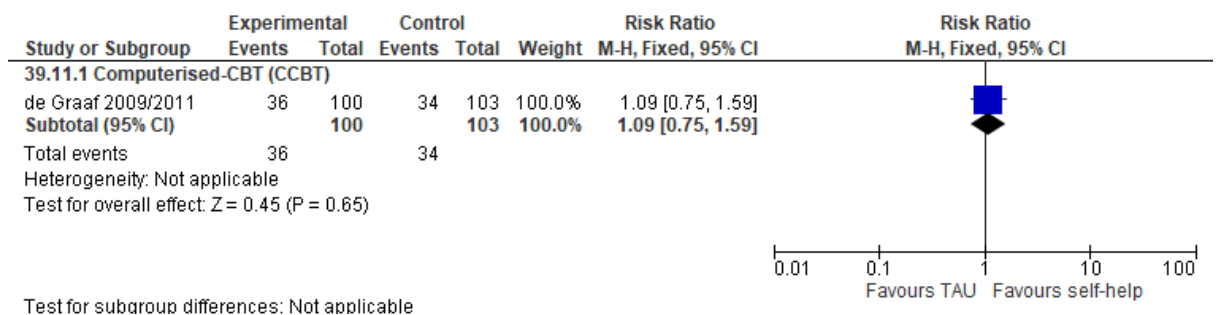 Experimental Control Risk Ratio Risk Ratio
Study or Subgroup Events Total Events Total Weight M-H, Fixed, 95% CI M-H, Fixed, 95% CI
39.11.1 Computerised-CBT (CCBT)
de Graaf 2009/2011 36 100 34 103 100.0% 1.09 [0.75, 1.59]
Subtotal (95% CI) 100 103 100.0% 1.09 [0.75, 1.59]
Total events 36 34
Heterogeneity: Not applicable
Test for overall effect: Z = 0.45 (P = 0.65)
0.01 0.1 1 10 100
Favours TAU Favours self-help
Test for subgroup differences: Not applicable